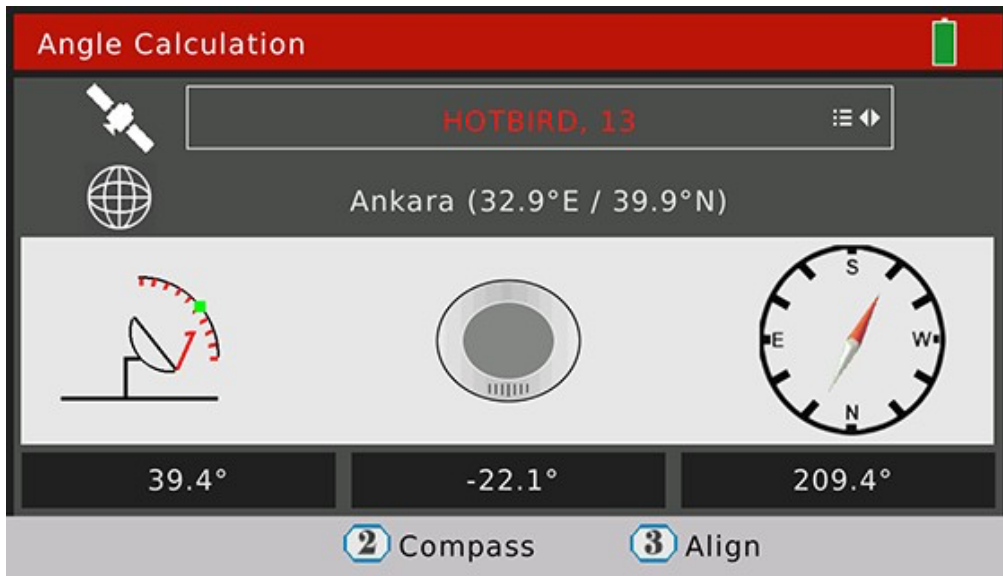 Angle Calculation
HOTBIRD, 13
Ankara (32.9°E / 39.9°N)
S
E W
N
39.4° -22.1° 209.4°
2 Compass 3 Align